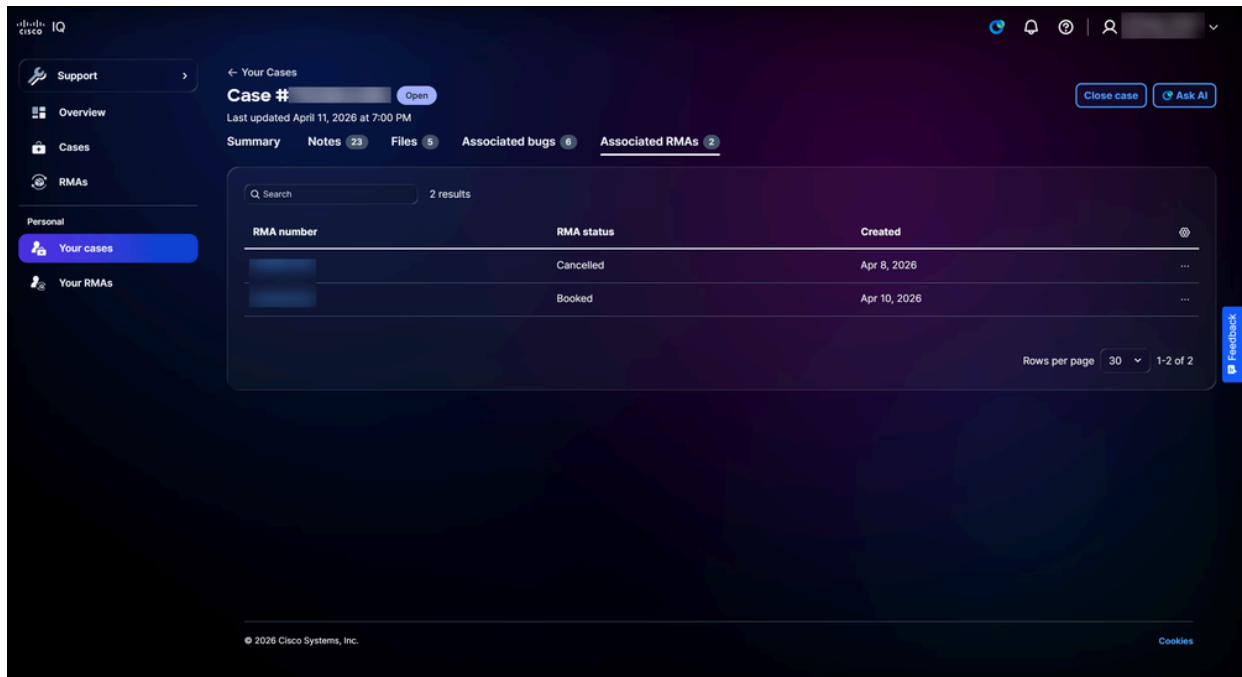 cisco IQ
Support
Overview
Cases
RMAs
Personal
Your cases
Your RMAs
← Your Cases
Case # Open
Last updated April 11, 2026 at 7:00 PM
Close case Ask AI
Summary Notes 23 Files 5 Associated bugs 6 Associated RMAs 2
Search 2 results
RMA number RMA status Created
Cancelled Apr 8, 2026 ...
Booked Apr 10, 2026 ...
Rows per page 30 1-2 of 2
Feedback
© 2026 Cisco Systems, Inc. Cookies